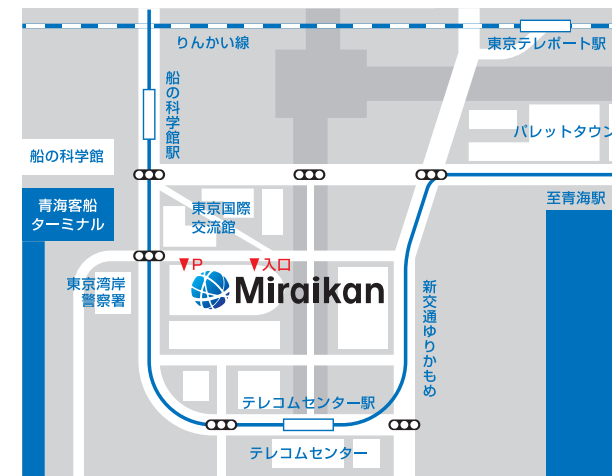 りんかい線
東京テレポート駅
船の科学館駅
パレットタウン
船の科学館
青海客船
ターミナル
東京国際
交流館
至青海駅
P
入口
東京湾岸
警察署
Miraikan
新交通ゆりかもめ
テレコムセンター駅
テレコムセンター